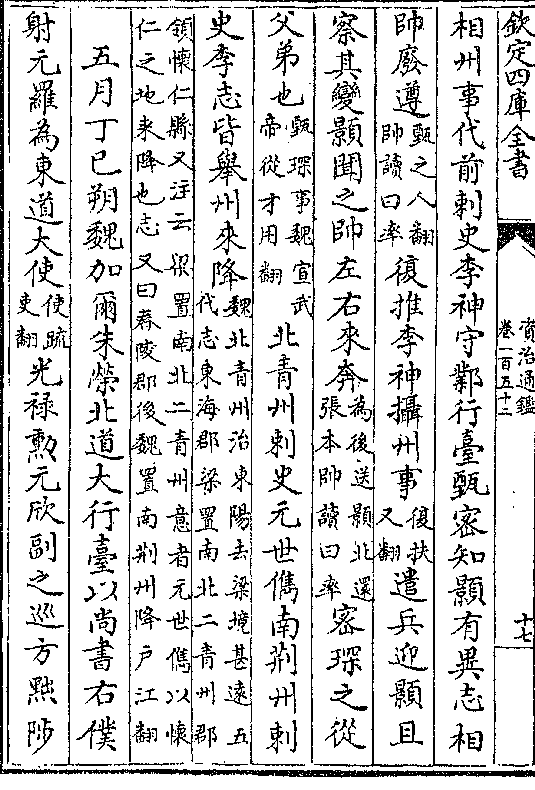 欽定四庫全書
資治通鑑
卷一百五十二
十七
相州事代前刺史李神守鄴行臺甄密知顥有異志相
帥廢遵甄之人翻帥讀曰率復推李神攝州事復扶又翻遣兵迎顥且
察其變顥聞之帥左右來奔為後送顥北還張本帥讀曰率密琛之從
父弟也甄琛事魏宣武帝從才用翻北青州刺史元世儁南荆州刺
史李志皆舉州來降魏北青州治東陽去梁境甚遠五代志東海郡梁置南北二青州郡
領懷仁縣又注云梁置南北二青州意者元世儁以懷仁之地來降也志又曰舂陵郡後魏置南荆州降户江翻
五月丁巳朔魏加爾朱榮北道大行臺以尚書右僕
射元羅為東道大使使疏吏翻光禄勲元欣副之巡方黜陟